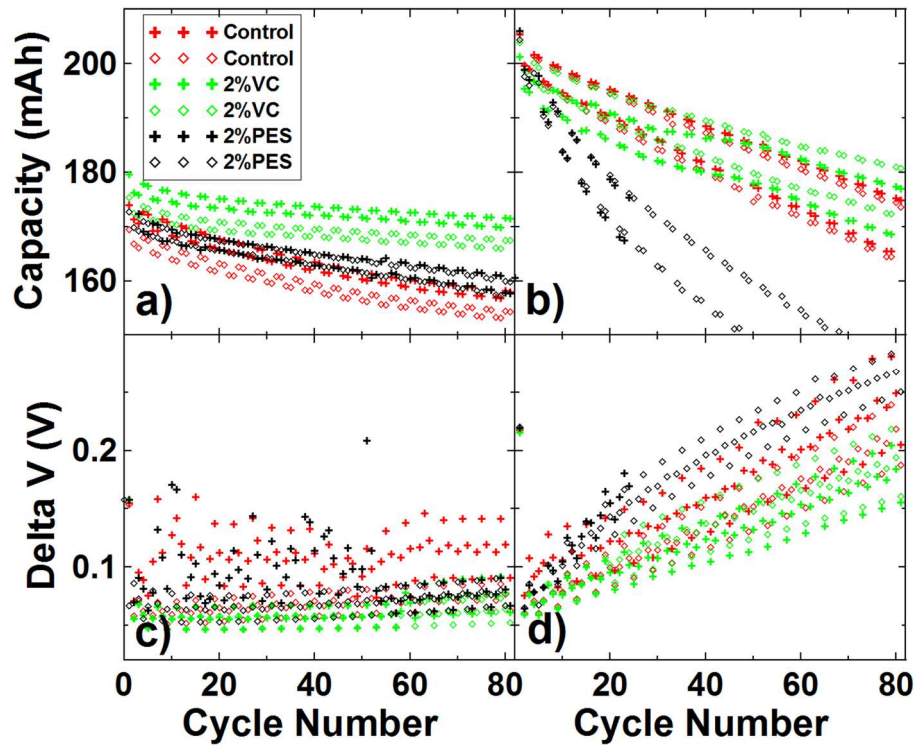 Control
Control
2%VC
2%VC
2%PES
2%PES
Capacity (mAh)
200
180
160
a)
b)
Delta V (V)
0.2
0.1
c)
d)
0 20 40 60 80 20 40 60 80
Cycle Number Cycle Number